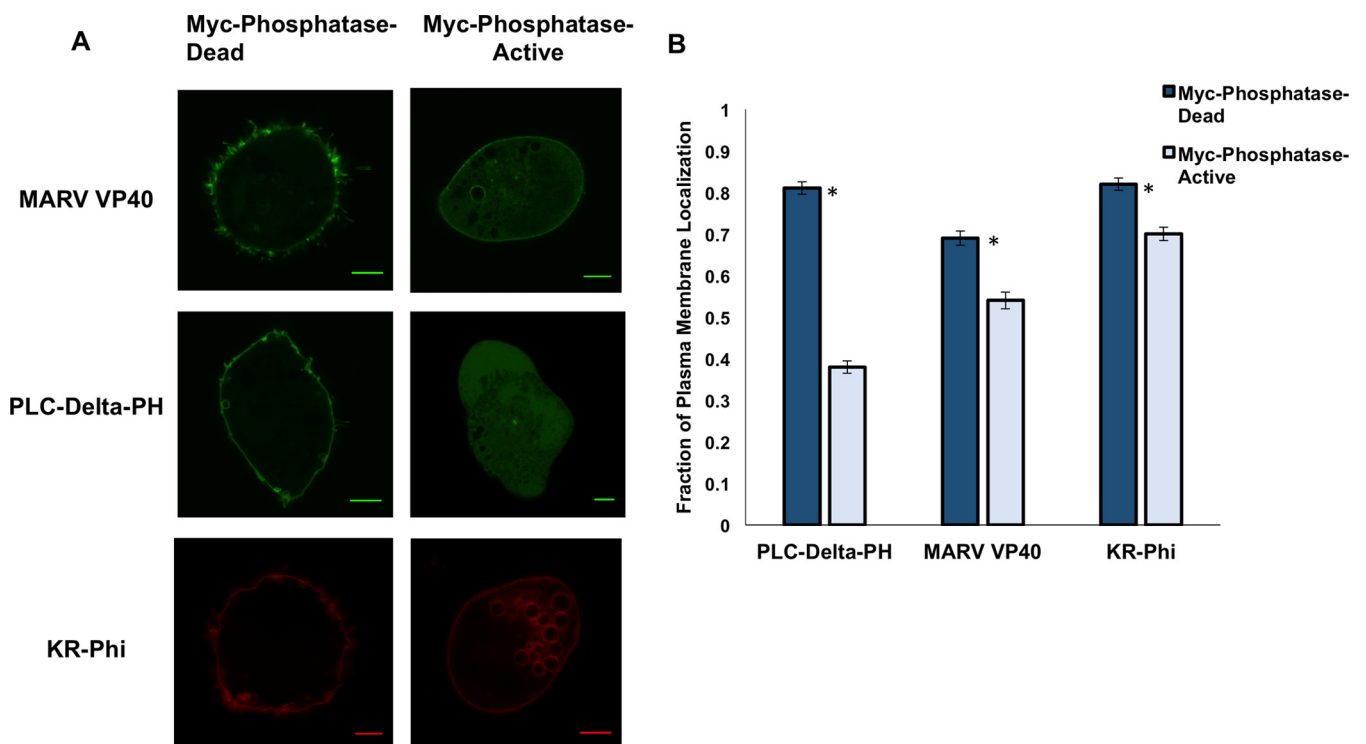 A
Myc-Phosphatase-
Dead
Myc-Phosphatase-
Active
MARV VP40
PLC-Delta-PH
KR-Phi
B
Myc-Phosphatase-
Dead
Myc-Phosphatase-
Active
Fraction of Plasma Membrane Localization
1
0.9
0.8
0.7
0.6
0.5
0.4
0.3
0.2
0.1
0
*
*
*
PLC-Delta-PH
MARV VP40
KR-Phi